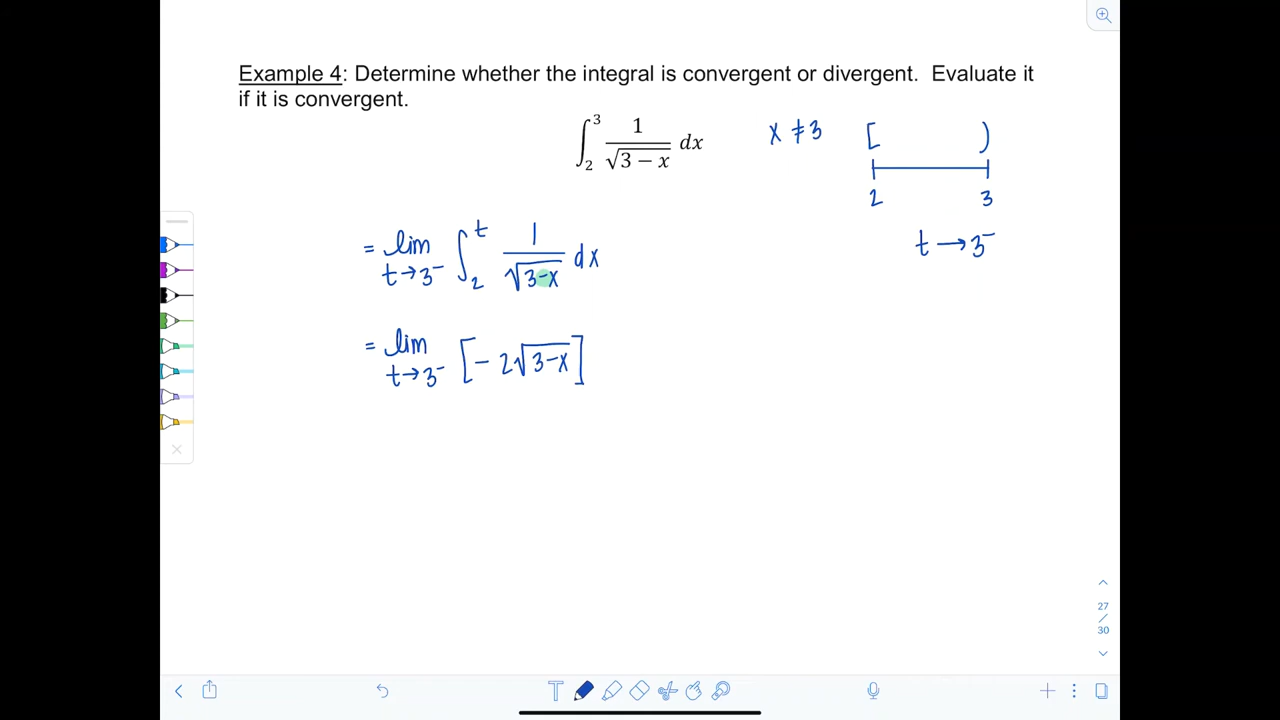 Example 4: Determine whether the integral is convergent or divergent. Evaluate it
if it is convergent.
∫₂³ 1/√(3 − x) dx
x ≠ 3 [ )
2 3
t → 3⁻
= lim t→3⁻ ∫₂ᵗ 1/√(3-x) dx
= lim t→3⁻ [-2√(3-x)]
27
/
30
T